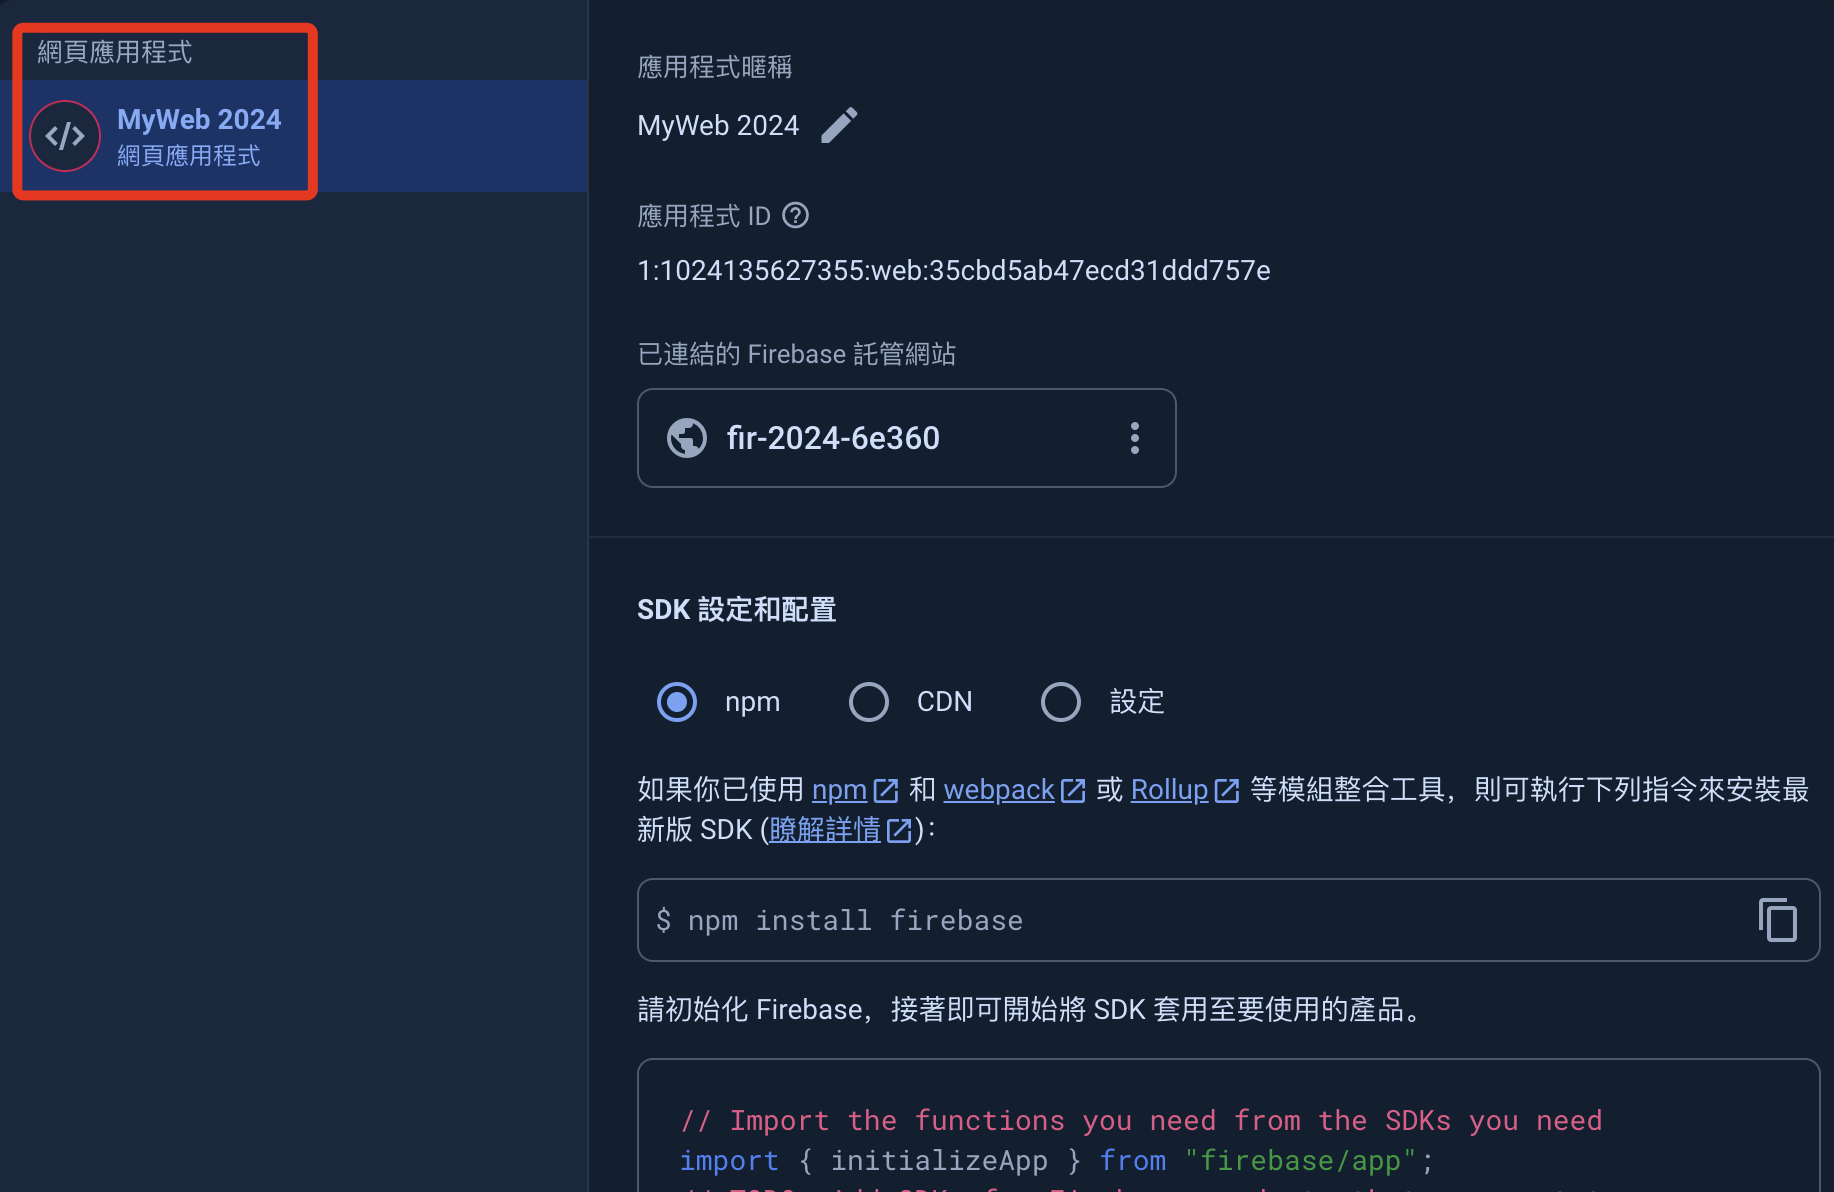 網頁應用程式
MyWeb 2024
網頁應用程式
應用程式暱稱
MyWeb 2024
應用程式 ID
1:1024135627355:web:35cbd5ab47ecd31ddd757e
已連結的 Firebase 託管網站
fir-2024-6e360
SDK 設定和配置
npm
CDN
設定
如果你已使用 npm 和 webpack 或 Rollup 等模組整合工具，則可執行下列指令來安裝最
新版 SDK (瞭解詳情)：
$ npm install firebase
請初始化 Firebase，接著即可開始將 SDK 套用至要使用的產品。
// Import the functions you need from the SDKs you need
import { initializeApp } from "firebase/app";